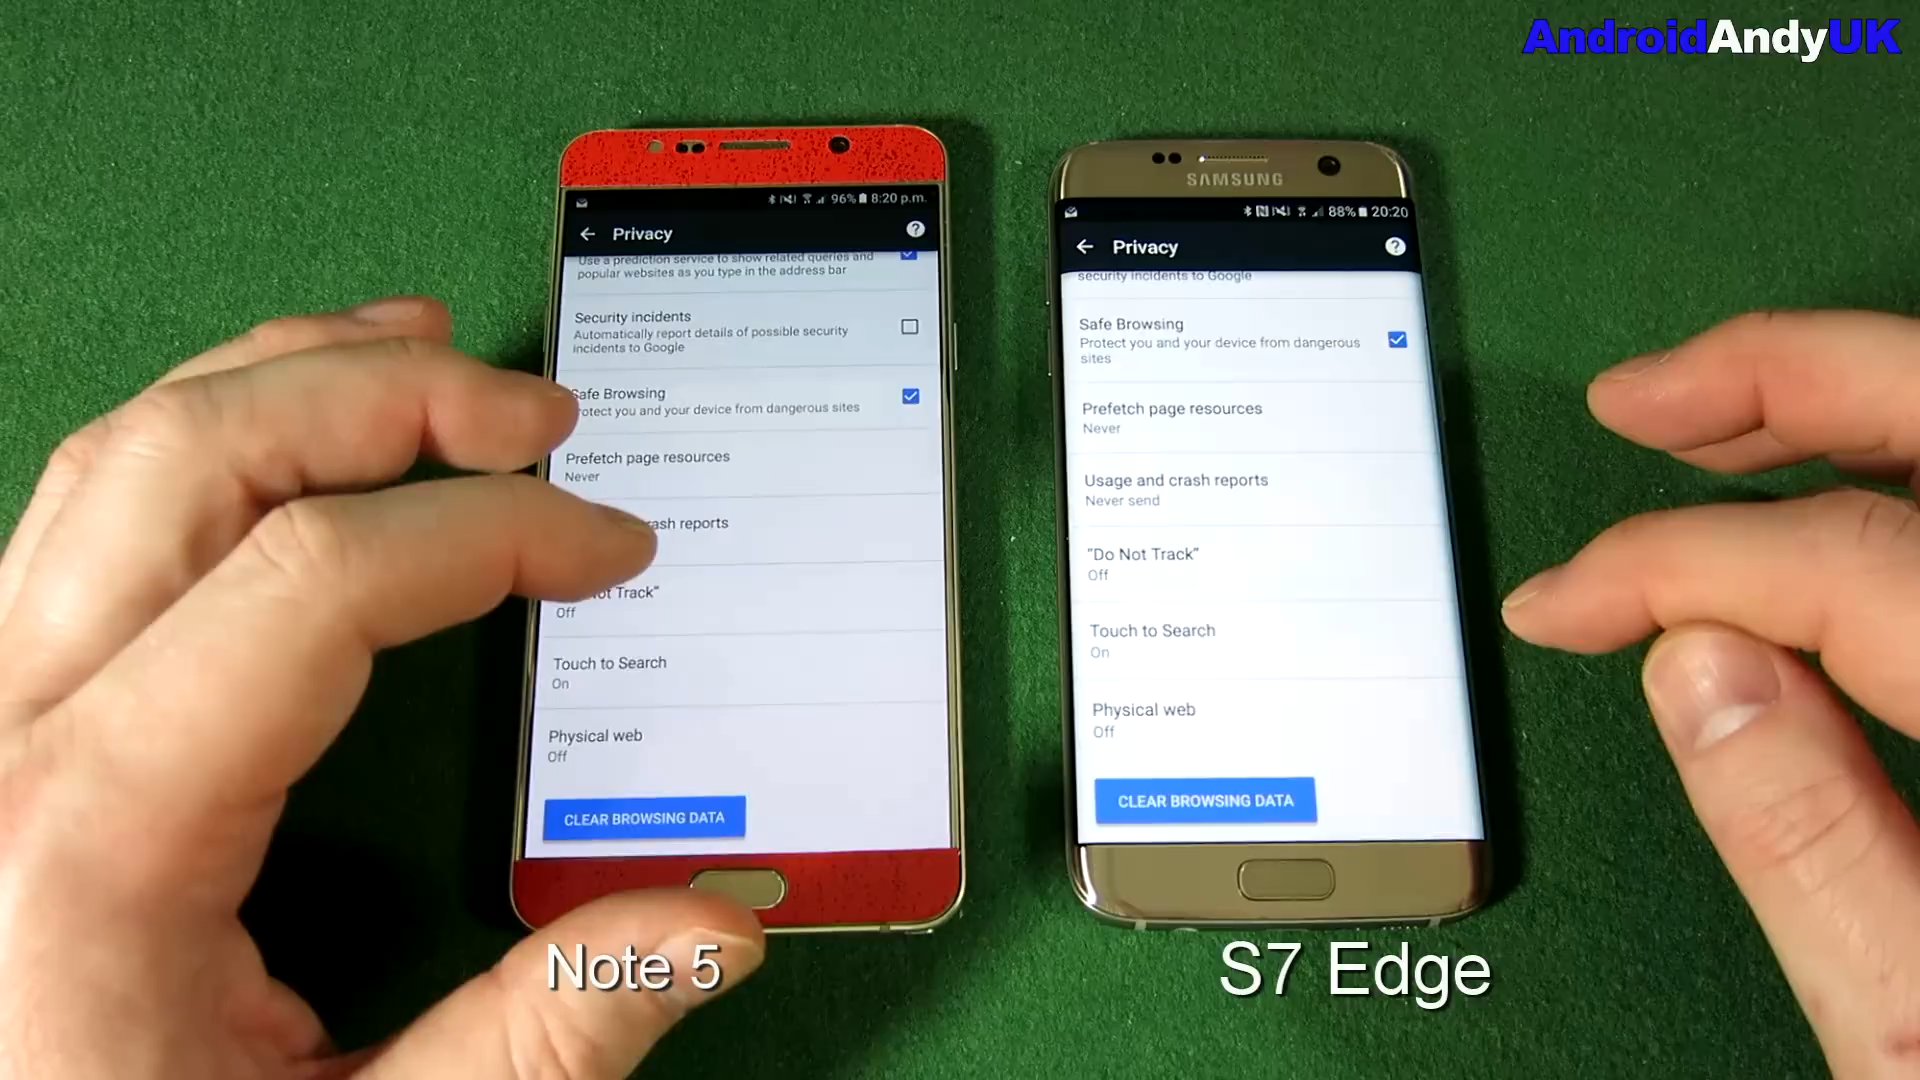 AndroidAndyUK
96% 8:20 p.m.
Privacy
?
Use a prediction service to show related queries and
popular websites as you type in the address bar
Security incidents
Automatically report details of possible security
incidents to Google
Safe Browsing
rotect you and your device from dangerous sites
Prefetch page resources
Never
rash reports
ot Track”
Off
Touch to Search
On
Physical web
Off
CLEAR BROWSING DATA
Note 5
SAMSUNG
88% 20:20
Privacy
?
security incidents to Google
Safe Browsing
Protect you and your device from dangerous
sites
Prefetch page resources
Never
Usage and crash reports
Never send
“Do Not Track”
Off
Touch to Search
On
Physical web
Off
CLEAR BROWSING DATA
S7 Edge